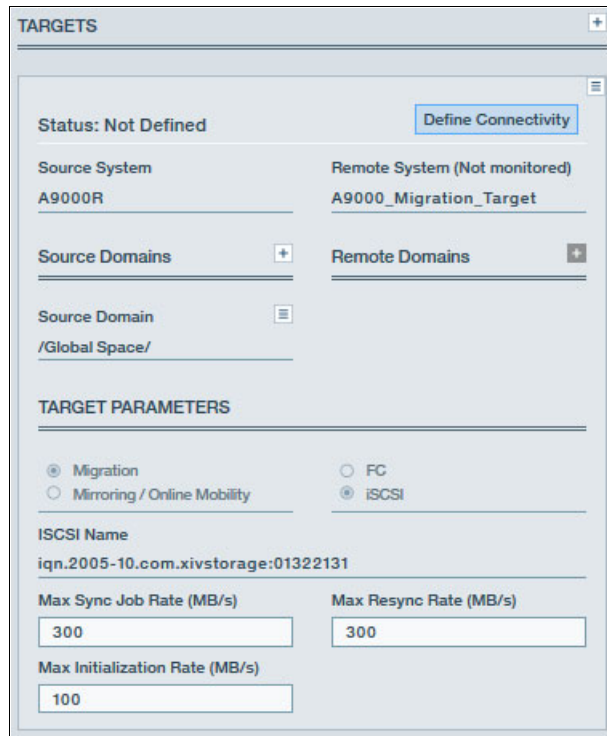 TARGETS
Status: Not Defined
Define Connectivity
Source System
Remote System (Not monitored)
A9000R
A9000_Migration_Target
Source Domains
Remote Domains
Source Domain
/Global Space/
TARGET PARAMETERS
Migration
FC
Mirroring / Online Mobility
iSCSI
ISCSI Name
iqn.2005-10.com.xivstorage:01322131
Max Sync Job Rate (MB/s)
Max Resync Rate (MB/s)
300
300
Max Initialization Rate (MB/s)
100